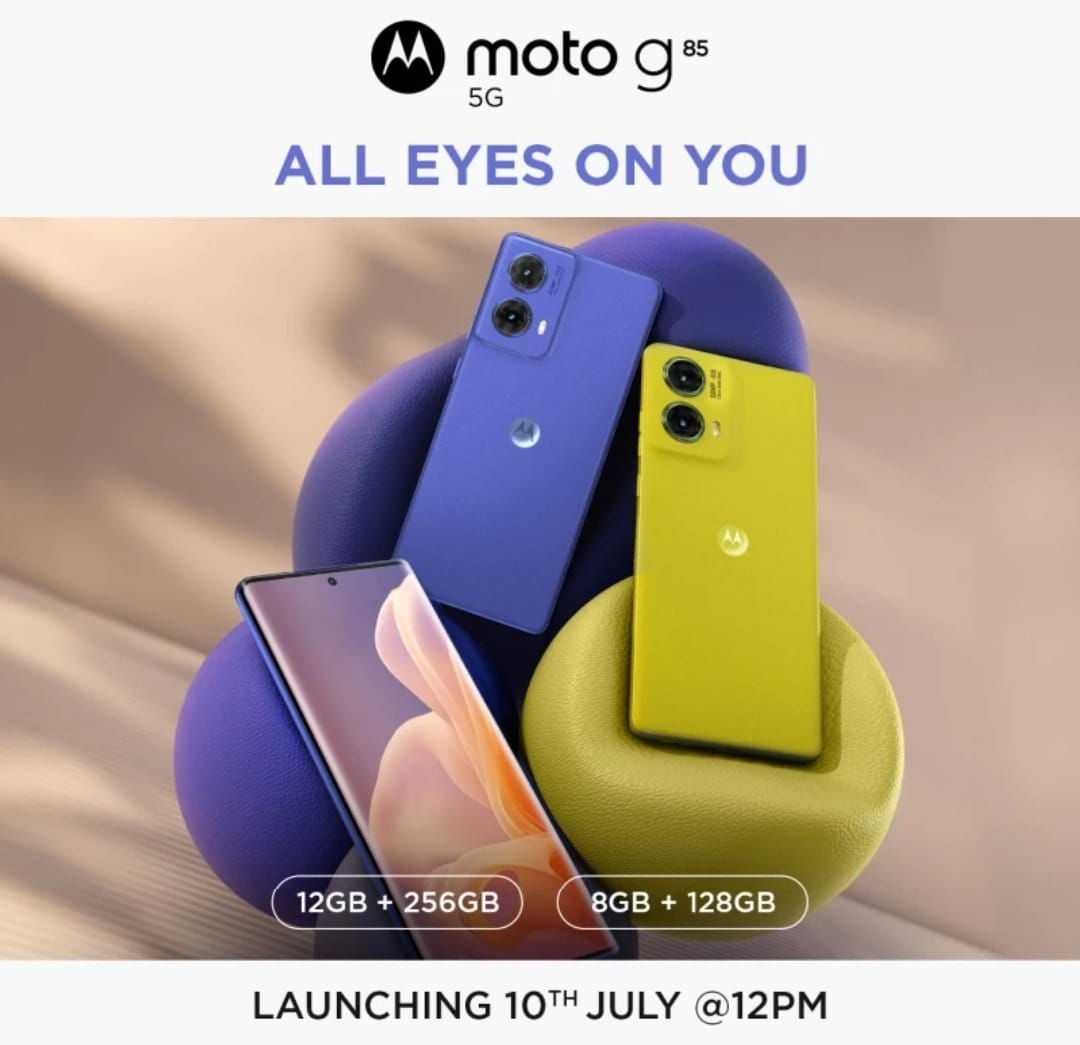 moto g 85
5G
ALL EYES ON YOU
12GB + 256GB
8GB + 128GB
LAUNCHING 10TH JULY @12PM